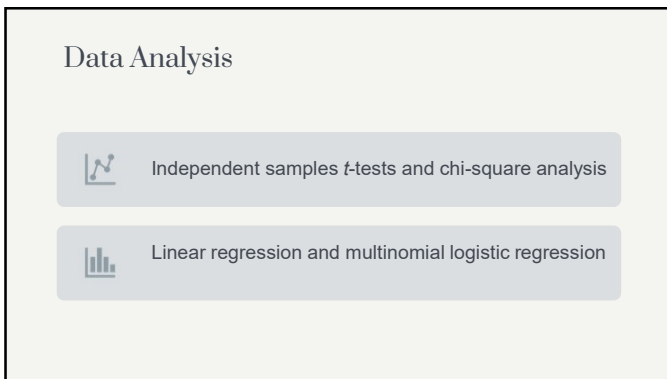 Data Analysis
Independent samples t-tests and chi-square analysis
Linear regression and multinomial logistic regression